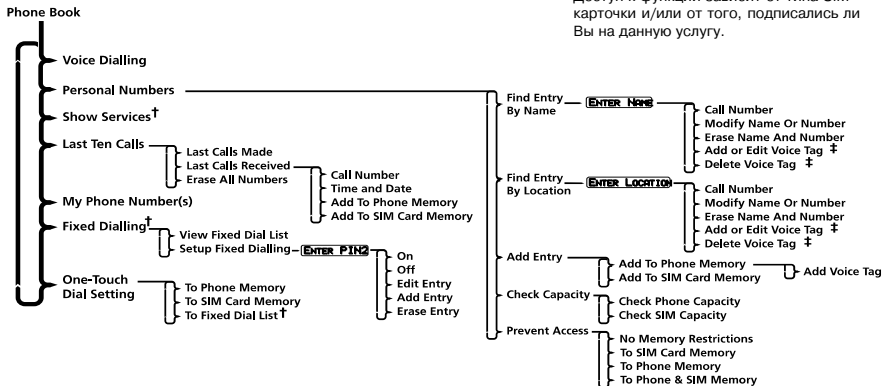 Доступ к функции зависит от типа SIM-
карточки и/или от того, подписались ли
Вы на данную услугу.
Phone Book
Voice Dialling
Personal Numbers
Show Services†
Last Ten Calls
Last Calls Made
Last Calls Received
Erase All Numbers
Call Number
Time and Date
Add To Phone Memory
Add To SIM Card Memory
My Phone Number(s)
Fixed Dialling†
View Fixed Dial List
Setup Fixed Dialling
ENTER PIN2
On
Off
Edit Entry
Add Entry
Erase Entry
One-Touch
Dial Setting
To Phone Memory
To SIM Card Memory
To Fixed Dial List†
Find Entry
By Name
ENTER NAME
Call Number
Modify Name Or Number
Erase Name And Number
Add or Edit Voice Tag ‡
Delete Voice Tag ‡
Find Entry
By Location
ENTER LOCATION
Call Number
Modify Name Or Number
Erase Name And Number
Add or Edit Voice Tag ‡
Delete Voice Tag ‡
Add Entry
Add To Phone Memory
Add To SIM Card Memory
Add Voice Tag
Check Capacity
Check Phone Capacity
Check SIM Capacity
Prevent Access
No Memory Restrictions
To SIM Card Memory
To Phone Memory
To Phone & SIM Memory